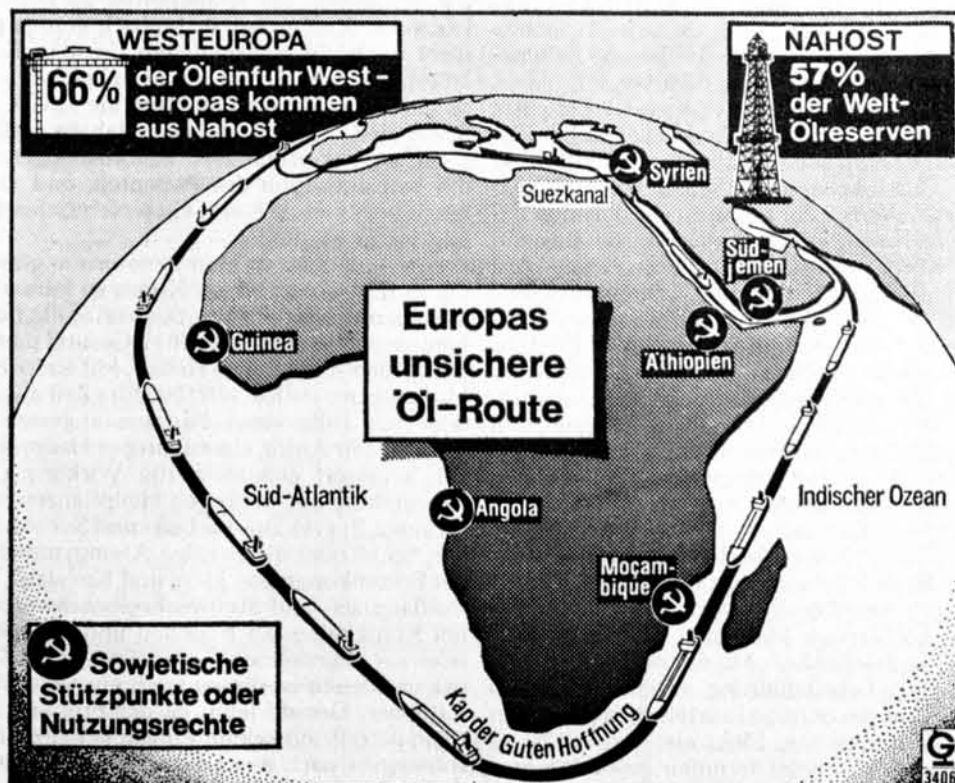 WESTEUROPA
66%
der Öleinfuhr West-
europas kommen
aus Nahost
NAHOST
57%
der Welt-
Ölreserven
Syrien
Suezkanal
Süd-
jemen
Äthiopien
Guinea
Europas
unsichere
Öl-Route
Süd-Atlantik
Angola
Indischer Ozean
Moçam-
bique
Sowjetische
Stützpunkte oder
Nutzungsrechte
Kap der Guten Hoffnung
G
3406